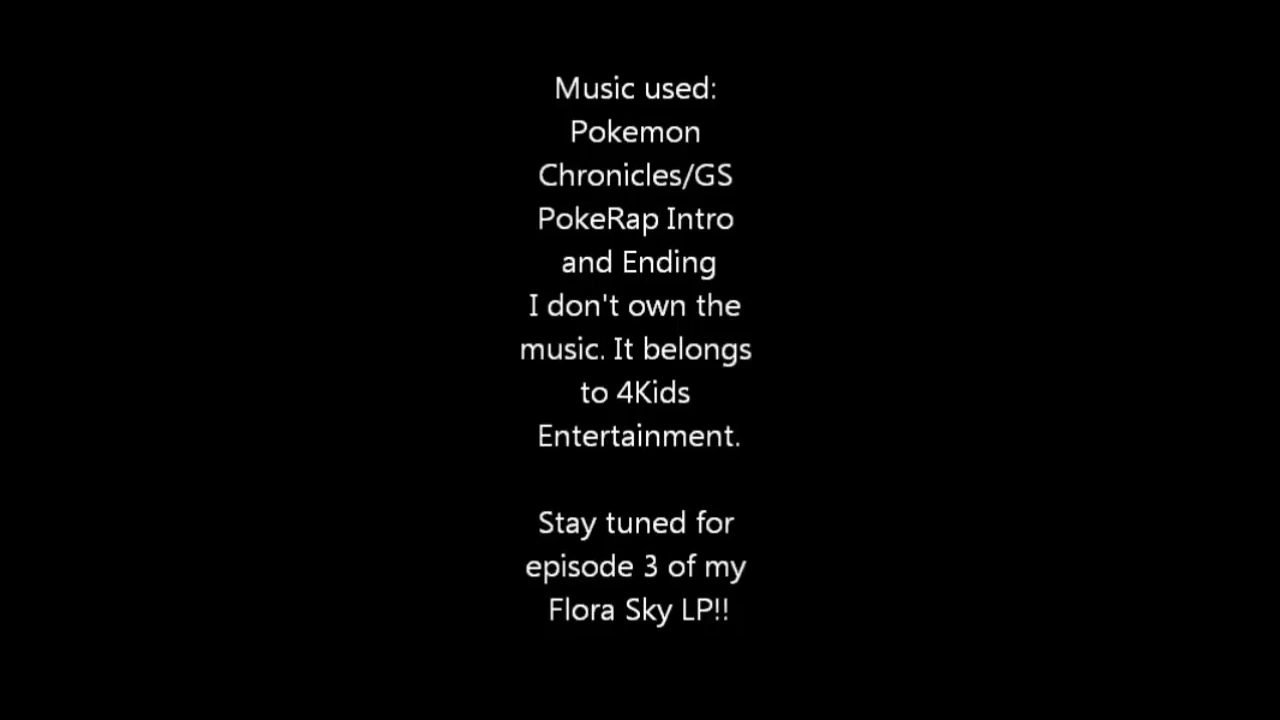 Music used:
Pokemon
Chronicles/GS
PokeRap Intro
and Ending
I don't own the
music. It belongs
to 4Kids
Entertainment.
Stay tuned for
episode 3 of my
Flora Sky LP!!